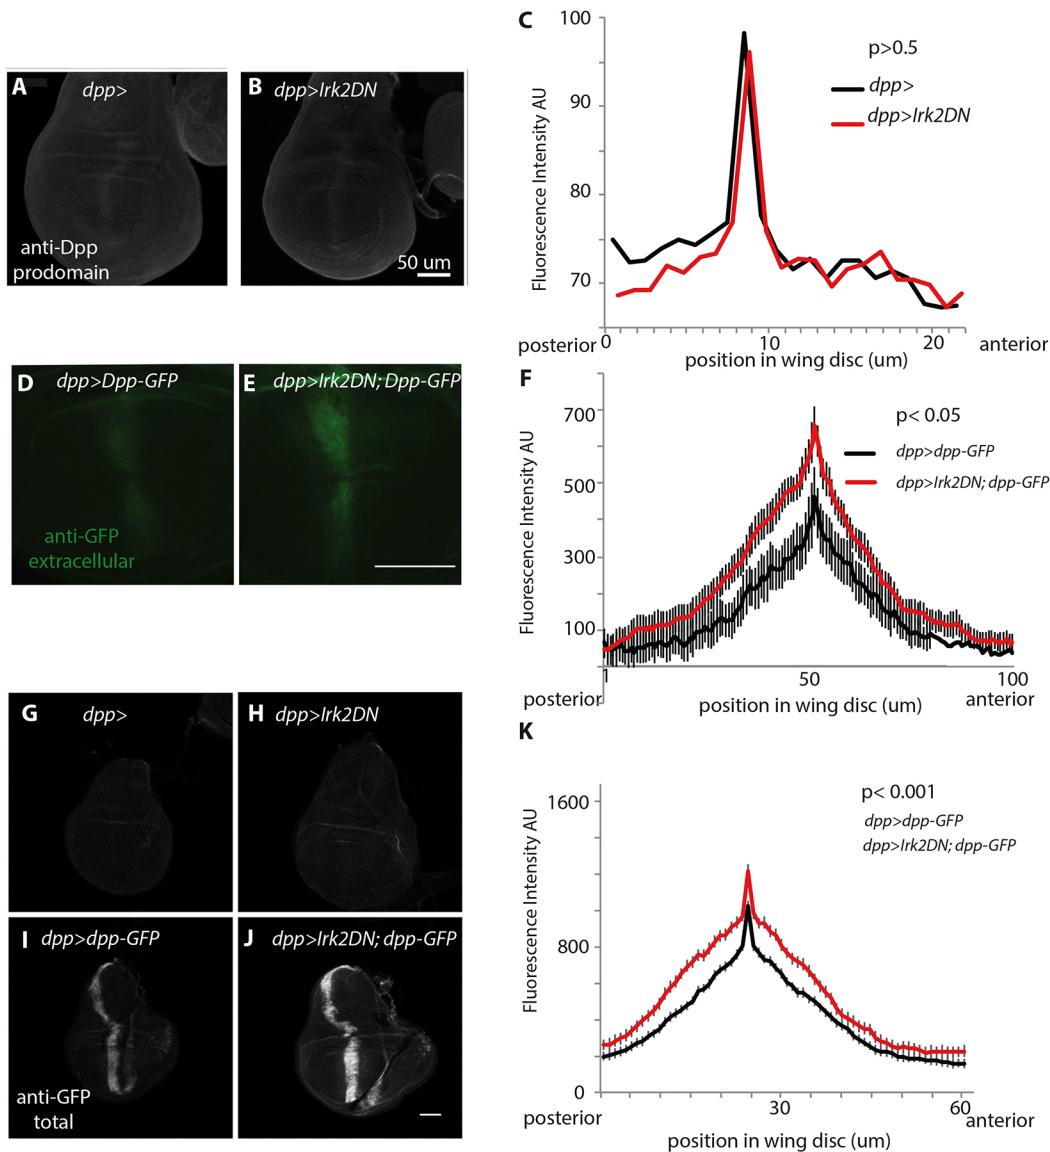 A
dpp>
B
dpp>Irk2DN
anti-Dpp
prodomain
50 um
C
Fluorescence Intensity AU
100
90
80
70
p>0.5
dpp>
dpp>Irk2DN
posterior
0
10
20
anterior
position in wing disc (um)
D
dpp>Dpp-GFP
E
dpp>Irk2DN; Dpp-GFP
anti-GFP
extracellular
F
Fluorescence Intensity AU
700
500
300
100
p< 0.05
dpp>dpp-GFP
dpp>Irk2DN; dpp-GFP
1
50
100
posterior
anterior
position in wing disc (um)
G
dpp>
H
dpp>Irk2DN
I
dpp>dpp-GFP
J
dpp>Irk2DN; dpp-GFP
anti-GFP
total
K
Fluorescence Intensity AU
1600
800
0
p< 0.001
dpp>dpp-GFP
dpp>Irk2DN; dpp-GFP
30
60
posterior
anterior
position in wing disc (um)